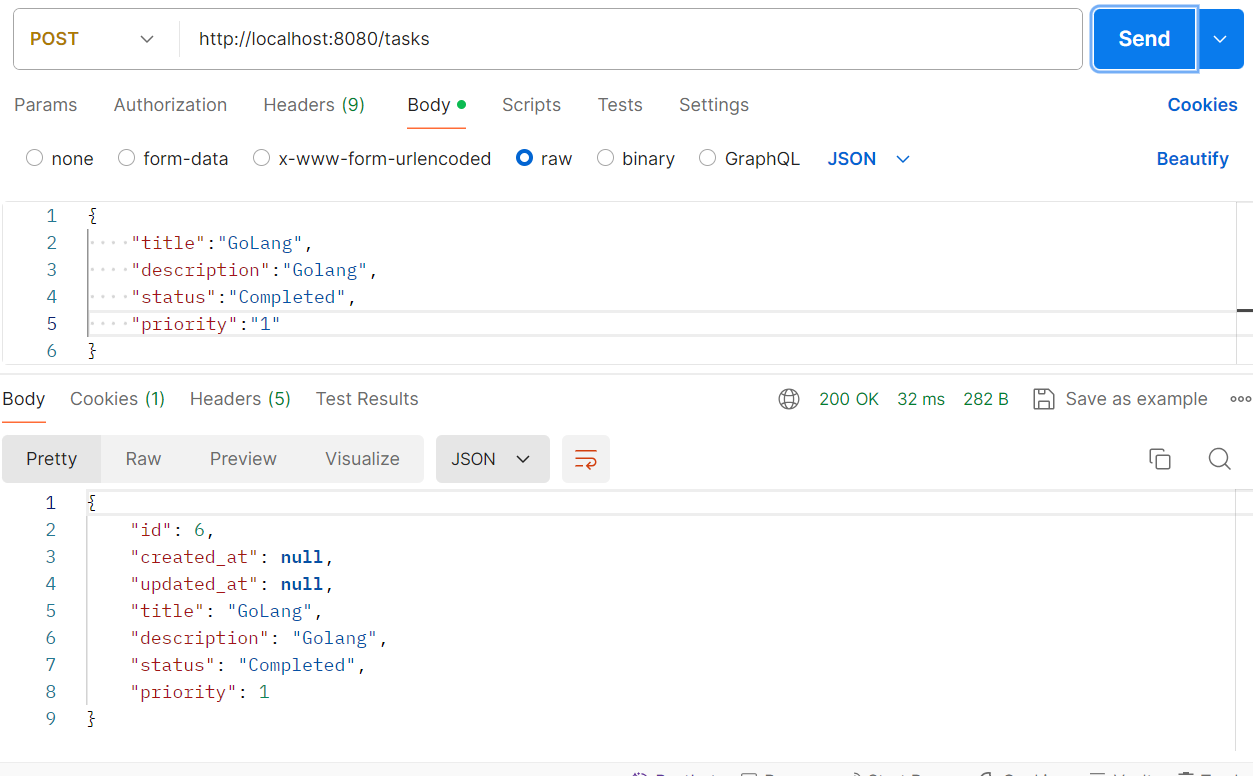 POST http://localhost:8080/tasks Send
Params Authorization Headers (9) Body Scripts Tests Settings Cookies
none form-data x-www-form-urlencoded raw binary GraphQL JSON Beautify
1 {
2 ····"title":"GoLang",
3 ····"description":"Golang",
4 ····"status":"Completed",
5 ····"priority":"1"
6 }
Body Cookies (1) Headers (5) Test Results 200 OK 32 ms 282 B Save as example
Pretty Raw Preview Visualize JSON
1 {
2 "id": 6,
3 "created_at": null,
4 "updated_at": null,
5 "title": "GoLang",
6 "description": "Golang",
7 "status": "Completed",
8 "priority": 1
9 }